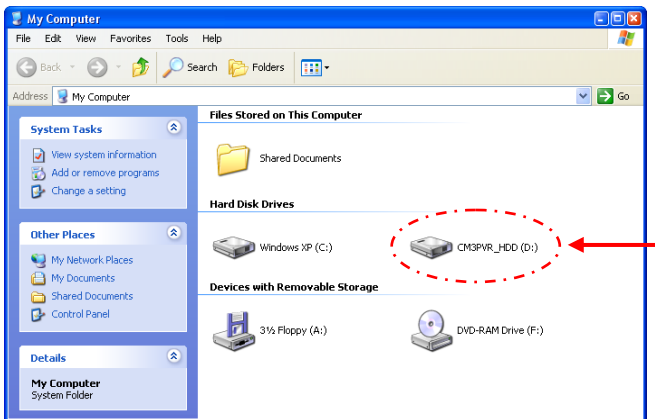 My Computer
File Edit View Favorites Tools Help
Back Search Folders
Address My Computer Go
System Tasks
View system information
Add or remove programs
Change a setting
Other Places
My Network Places
My Documents
Shared Documents
Control Panel
Details
My Computer
System Folder
Files Stored on This Computer
Shared Documents
Hard Disk Drives
Windows XP (C:) CM3PVR_HDD (D:)
Devices with Removable Storage
3½ Floppy (A:) DVD-RAM Drive (F:)